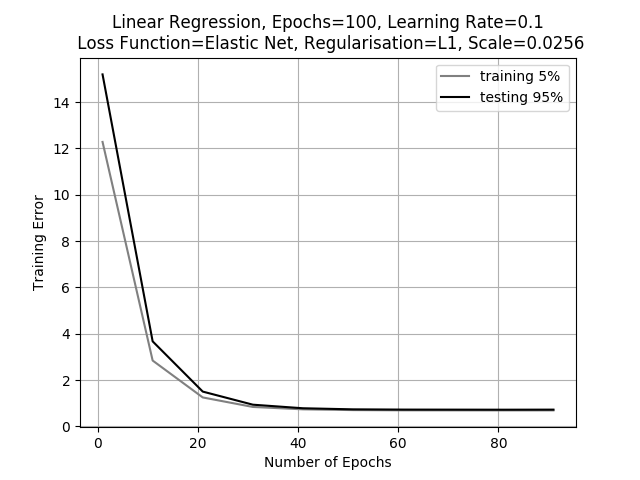 Linear Regression, Epochs=100, Learning Rate=0.1
Loss Function=Elastic Net, Regularisation=L1, Scale=0.0256
training 5%
testing 95%
14
12
10
8
6
4
2
0
Training Error
0 20 40 60 80
Number of Epochs